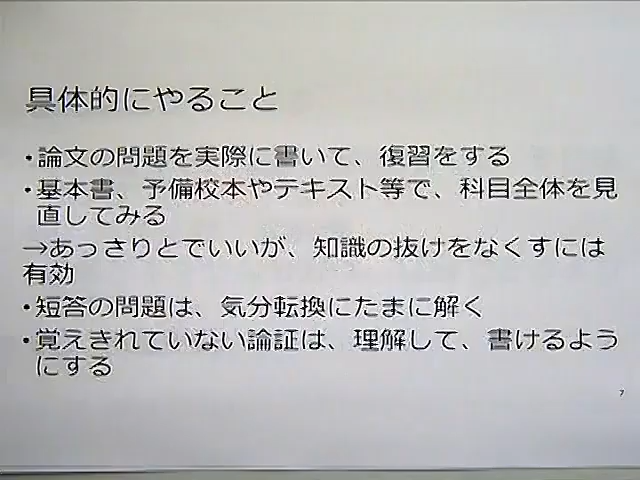 具体的にやること
・論文の問題を実際に書いて、復習をする
・基本書、予備校本やテキスト等で、科目全体を見
直してみる
→あっさりとでいいが、知識の抜けをなくすには
有効
・短答の問題は、気分転換にたまに解く
・覚えきれていない論証は、理解して、書けるよう
にする
7